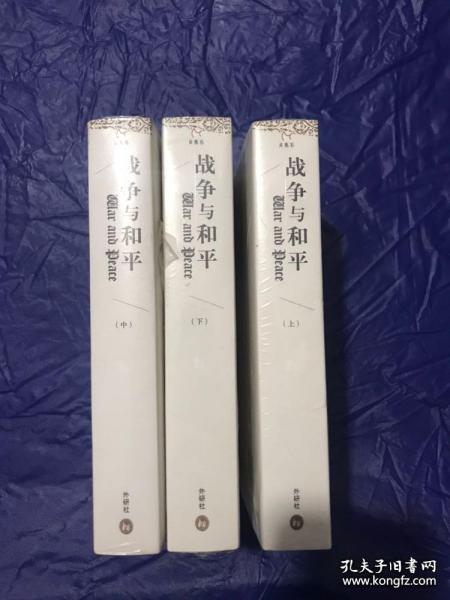 战争与和平
War and Peace
（中）
外研社
战争与和平
War and Peace
（下）
外研社
战争与和平
War and Peace
（上）
外研社
孔夫子旧书网
www.kongfz.com